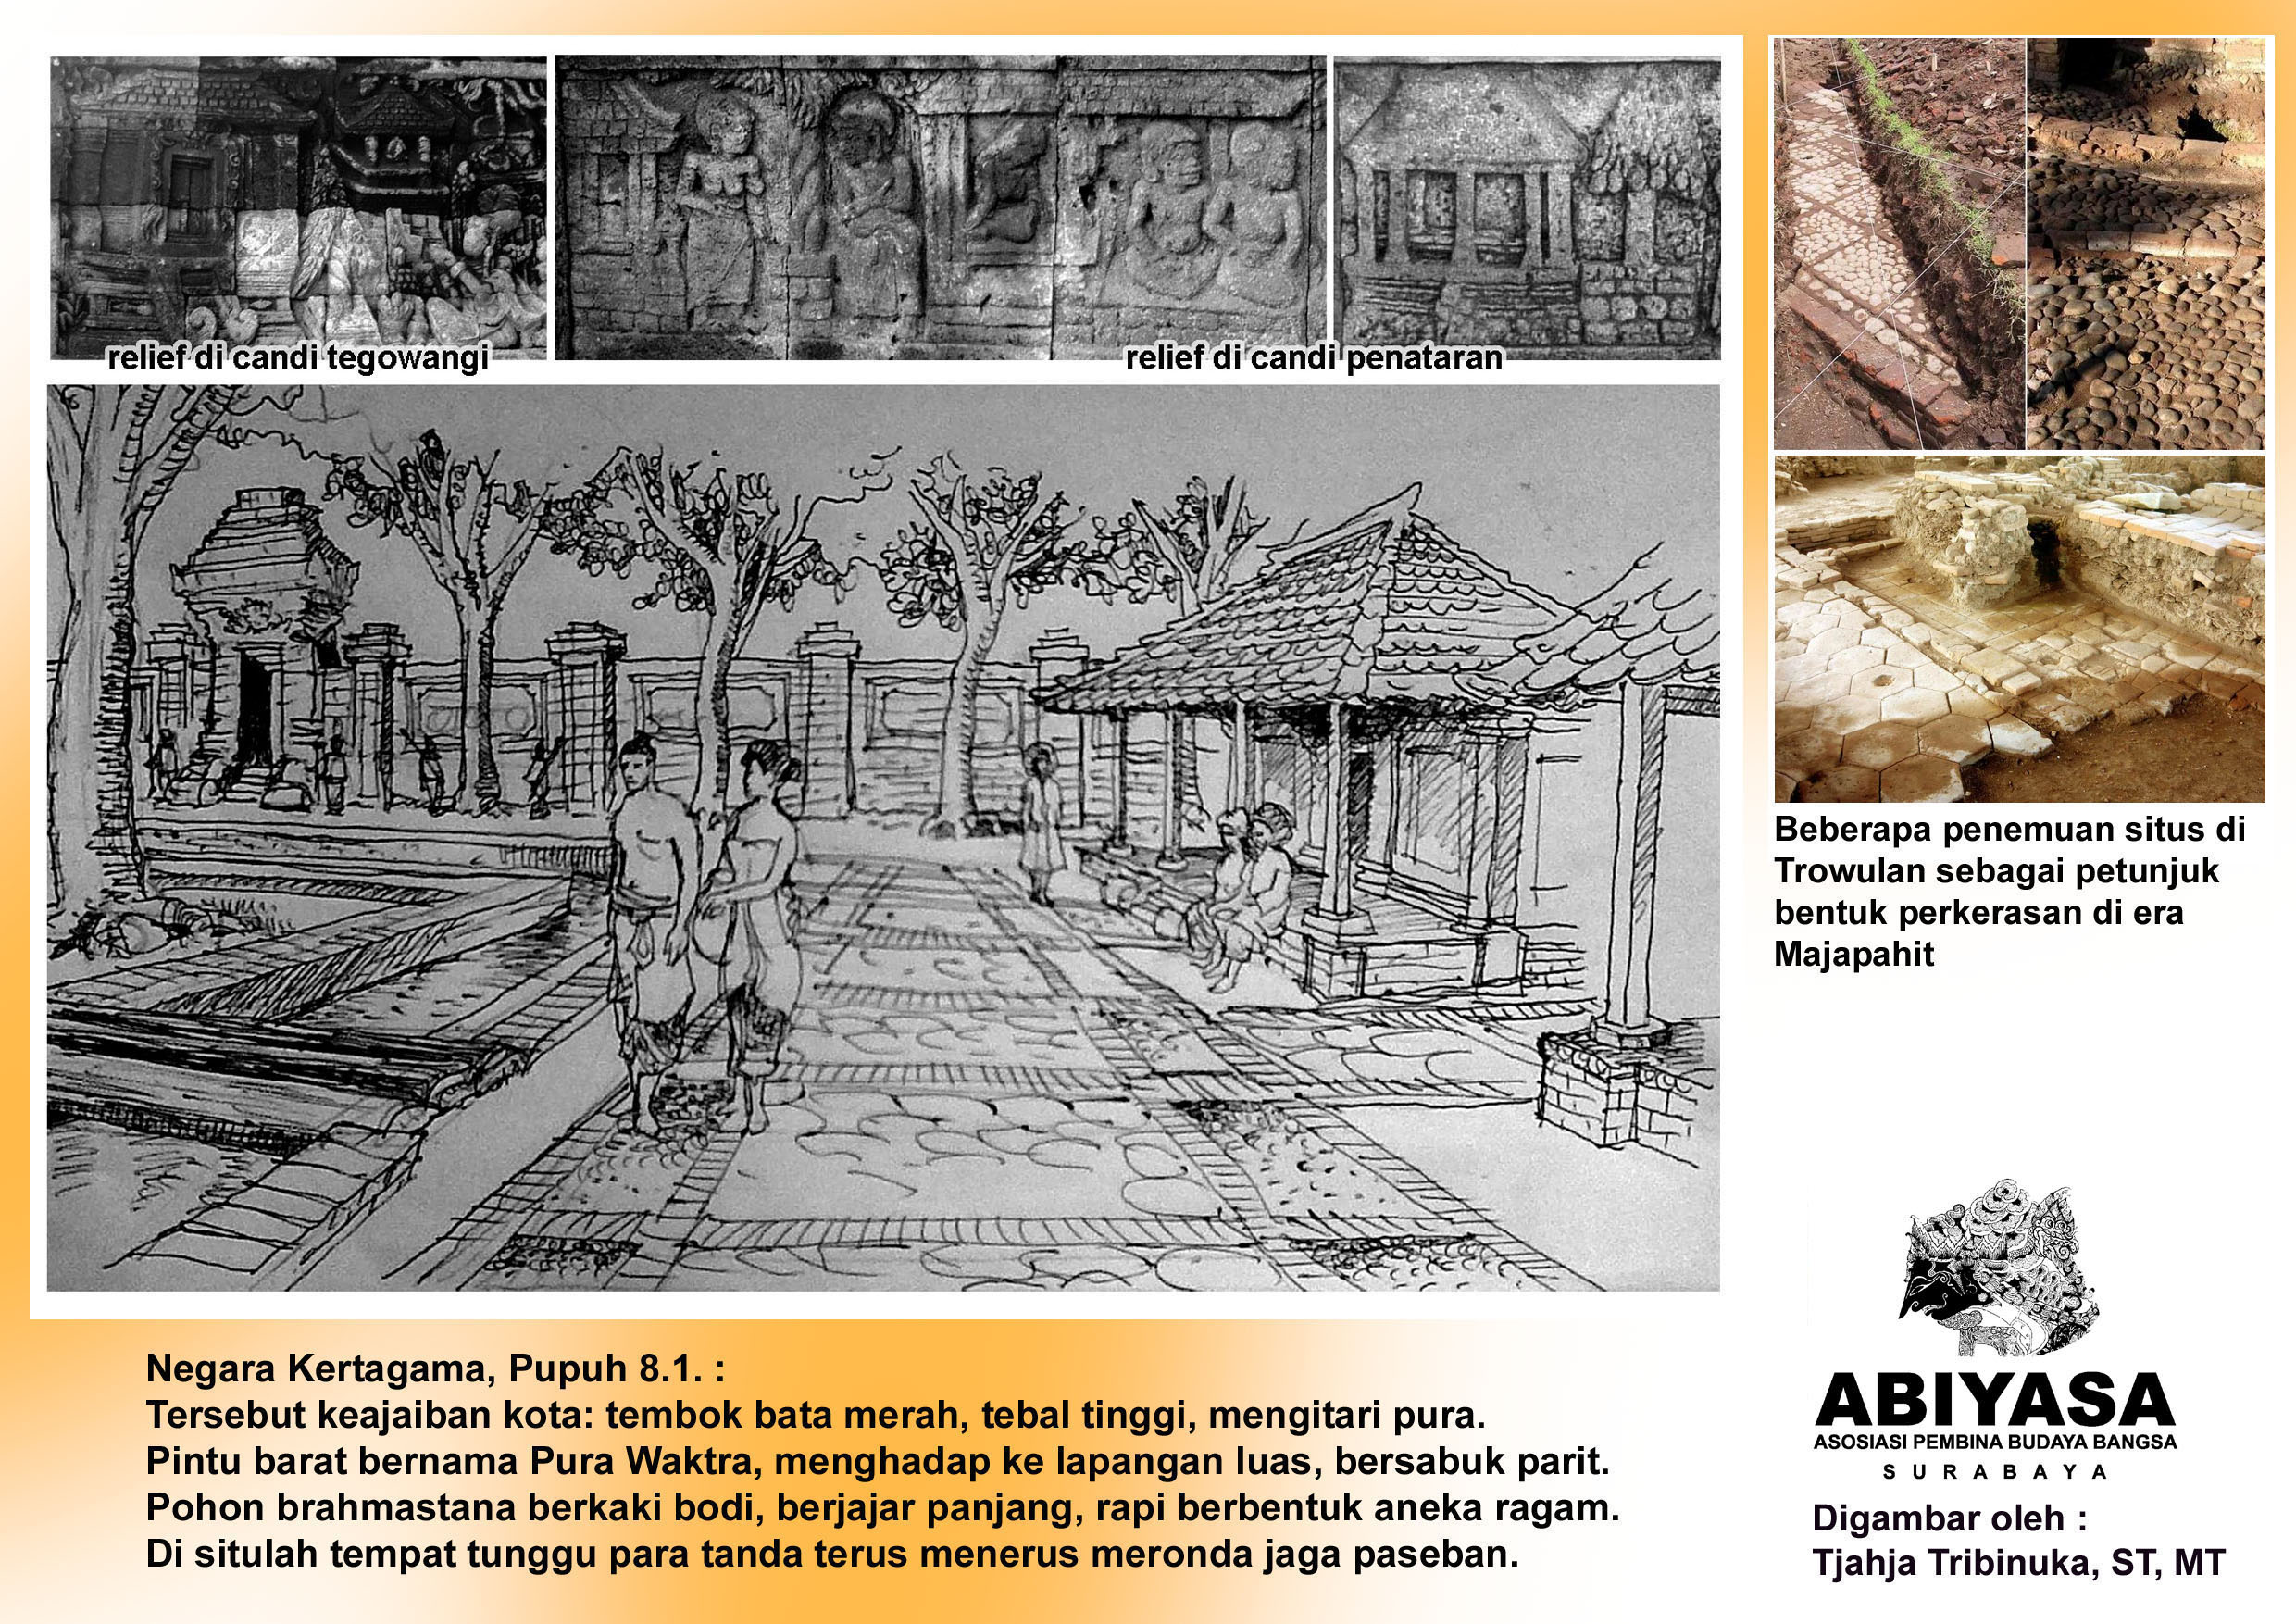 relief di candi tegowangi
relief di candi penataran
Beberapa penemuan situs di
Trowulan sebagai petunjuk
bentuk perkerasan di era
Majapahit
Negara Kertagama, Pupuh 8.1. :
Tersebut keajaiban kota: tembok bata merah, tebal tinggi, mengitari pura.
Pintu barat bernama Pura Waktra, menghadap ke lapangan luas, bersabuk parit.
Pohon brahmastana berkaki bodi, berjajar panjang, rapi berbentuk aneka ragam.
Di situlah tempat tunggu para tanda terus menerus meronda jaga paseban.
ABIYASA
ASOSIASI PEMBINA BUDAYA BANGSA
S U R A B A Y A
Digambar oleh :
Tjahja Tribinuka, ST, MT